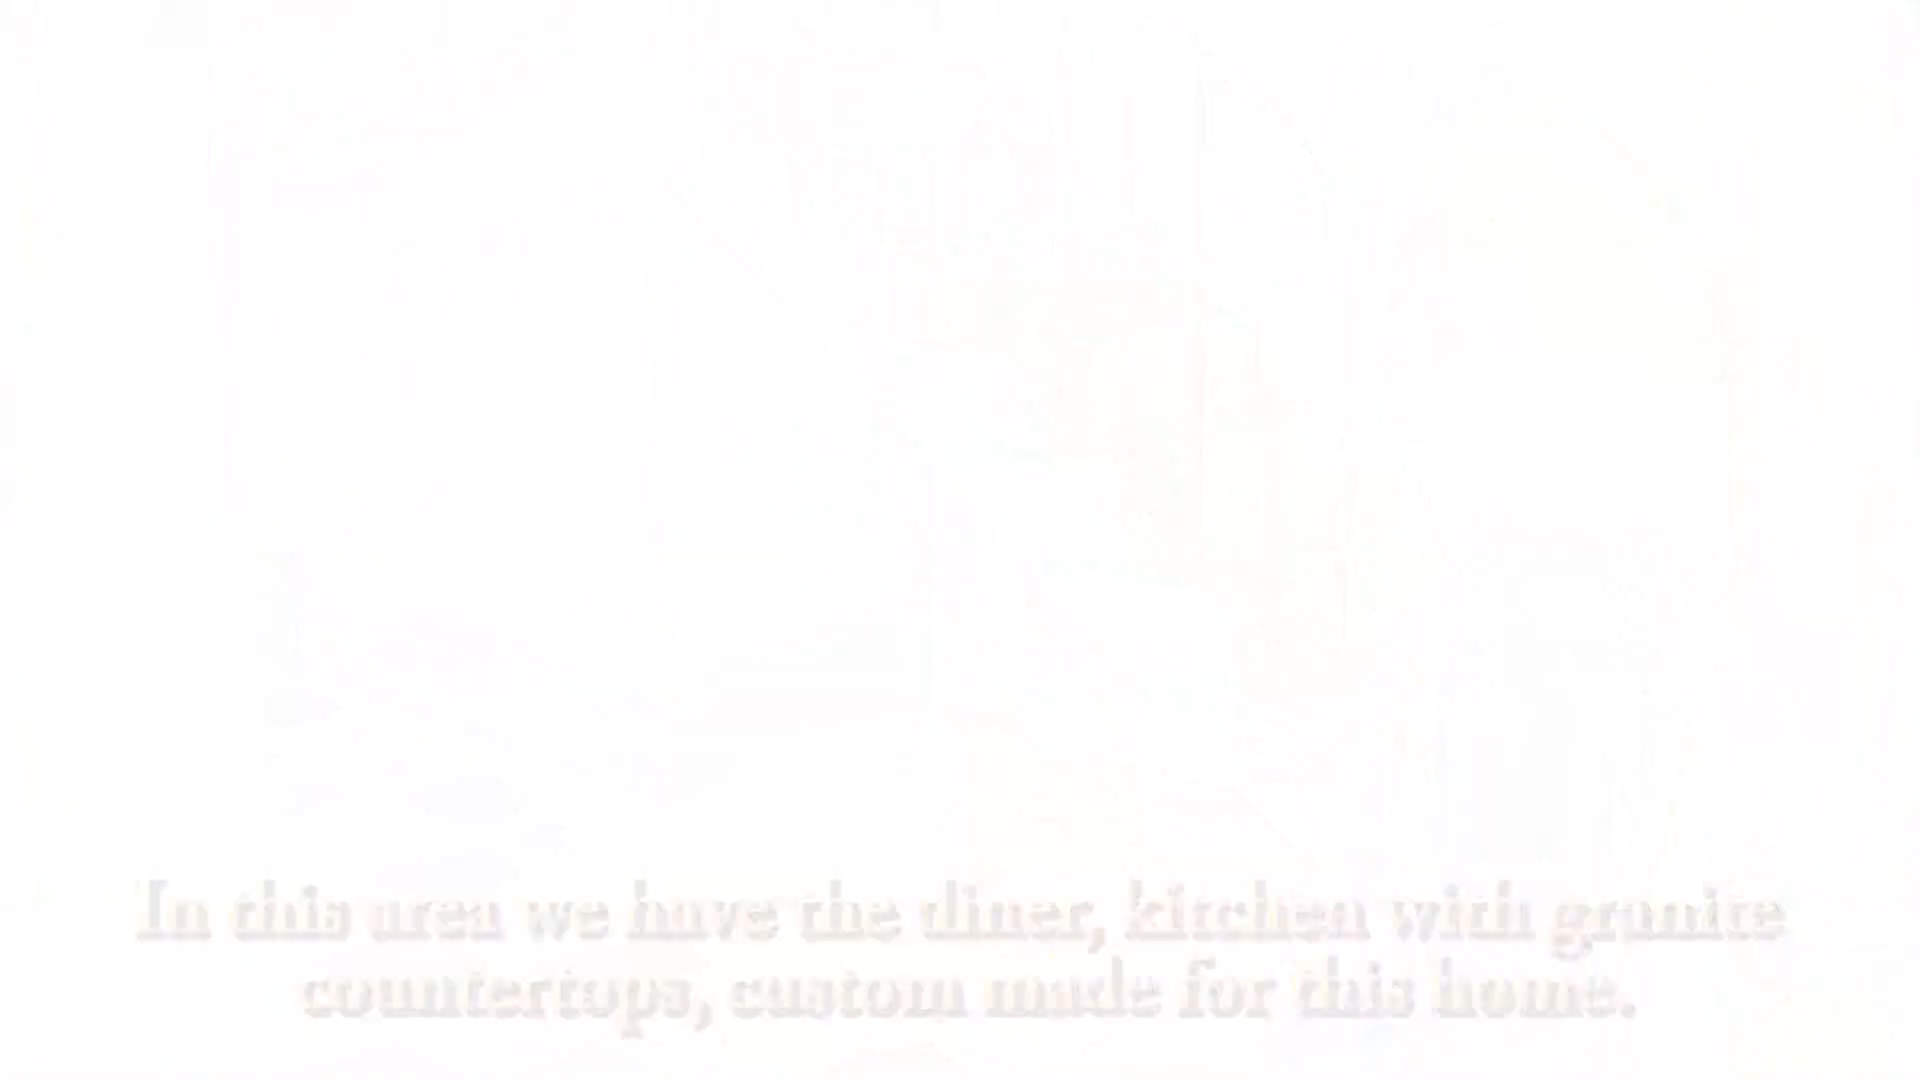 In this area we have the diner, kitchen with granite
countertops, custom made for this home.